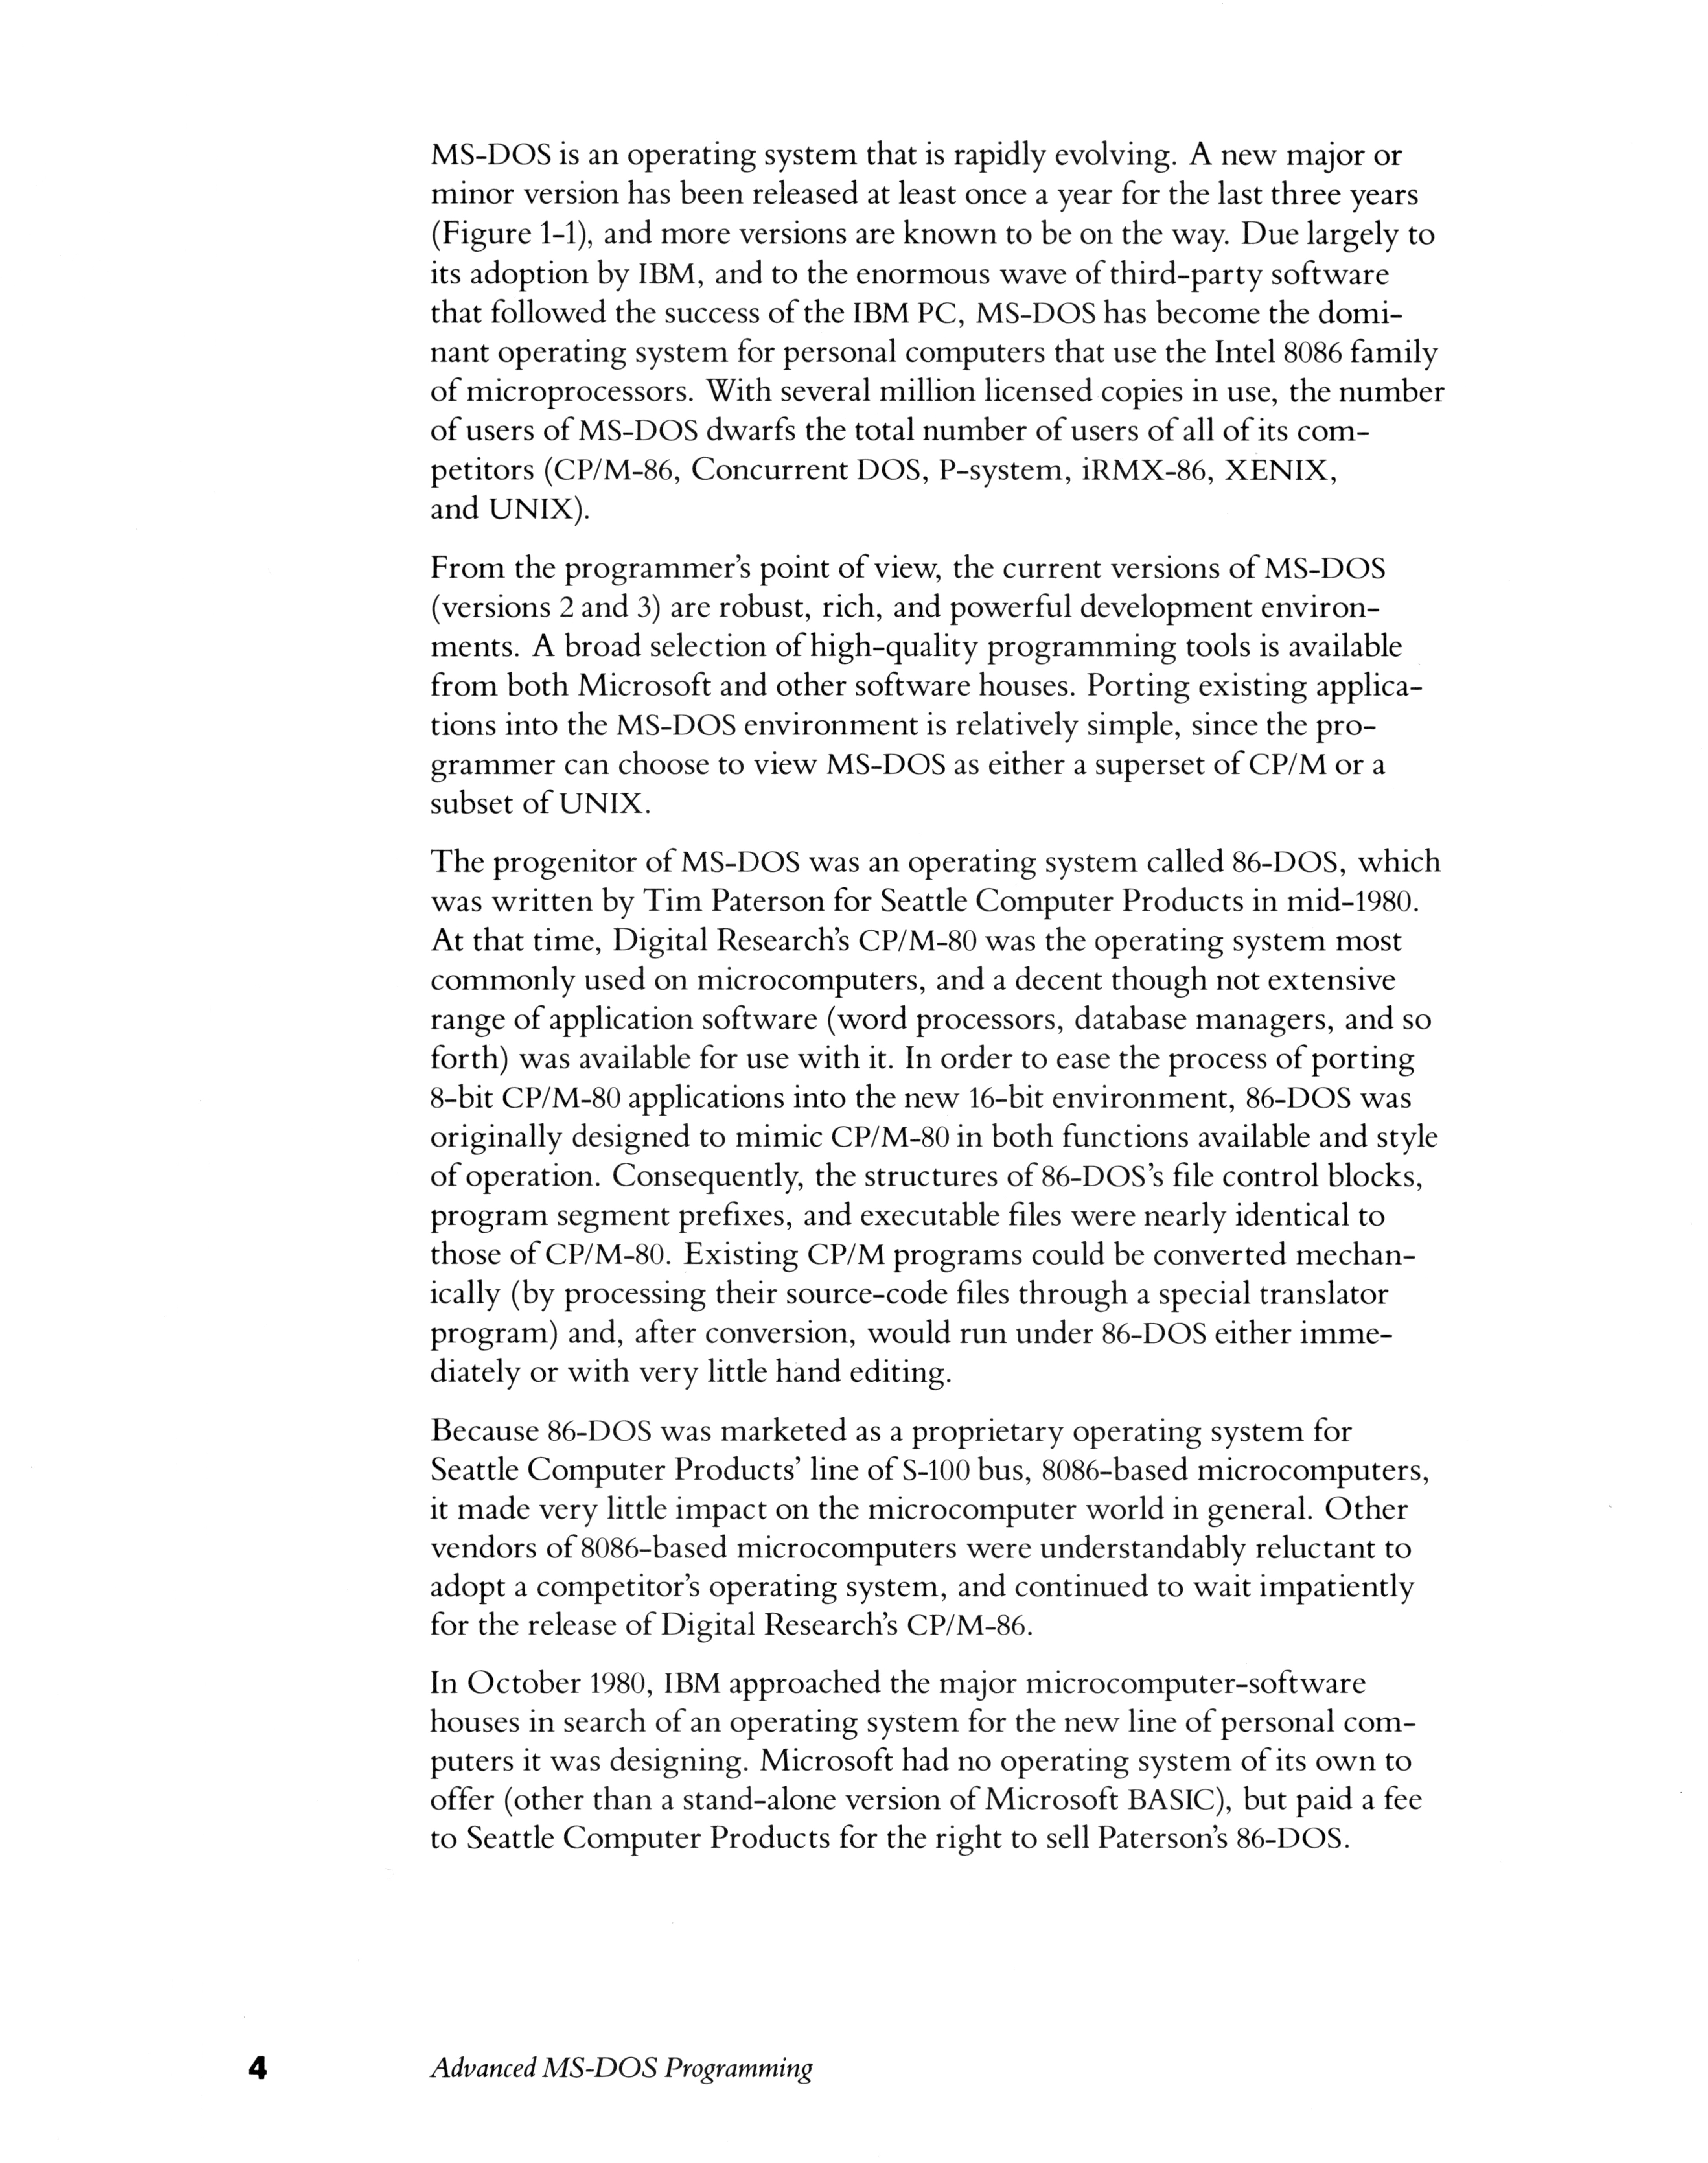 MS-DOS is an operating system that is rapidly evolving. A new major or
minor version has been released at least once a year for the last three years
(Figure 1-1), and more versions are known to be on the way. Due largely to
its adoption by IBM, and to the enormous wave of third-party software
that followed the success of the IBM PC, MS-DOS has become the domi-
nant operating system for personal computers that use the Intel 8086 family
of microprocessors. With several million licensed copies in use, the number
of users of MS-DOS dwarfs the total number of users of all of its com-
petitors (CP/M-86, Concurrent DOS, P-system, iRMX-86, XENIX,
and UNIX).
From the programmer's point of view, the current versions of MS-DOS
(versions 2 and 3) are robust, rich, and powerful development environ-
ments. A broad selection of high-quality programming tools is available
from both Microsoft and other software houses. Porting existing applica-
tions into the MS-DOS environment is relatively simple, since the pro-
grammer can choose to view MS-DOS as either a superset of CP/M or a
subset of UNIX.
The progenitor of MS-DOS was an operating system called 86-DOS, which
was written by Tim Paterson for Seattle Computer Products in mid-1980.
At that time, Digital Research's CP/M-80 was the operating system most
commonly used on microcomputers, and a decent though not extensive
range of application software (word processors, database managers, and so
forth) was available for use with it. In order to ease the process of porting
8-bit CP/M-80 applications into the new 16-bit environment, 86-DOS was
originally designed to mimic CP/M-80 in both functions available and style
of operation. Consequently, the structures of 86-DOS's file control blocks,
program segment prefixes, and executable files were nearly identical to
those of CP/M-80. Existing CP/M programs could be converted mechan-
ically (by processing their source-code files through a special translator
program) and, after conversion, would run under 86-DOS either imme-
diately or with very little hand editing.
Because 86-DOS was marketed as a proprietary operating system for
Seattle Computer Products' line of S-100 bus, 8086-based microcomputers,
it made very little impact on the microcomputer world in general. Other
vendors of 8086-based microcomputers were understandably reluctant to
adopt a competitor's operating system, and continued to wait impatiently
for the release of Digital Research's CP/M-86.
In October 1980, IBM approached the major microcomputer-software
houses in search of an operating system for the new line of personal com-
puters it was designing. Microsoft had no operating system of its own to
offer (other than a stand-alone version of Microsoft BASIC), but paid a fee
to Seattle Computer Products for the right to sell Paterson's 86-DOS.
4 Advanced MS-DOS Programming